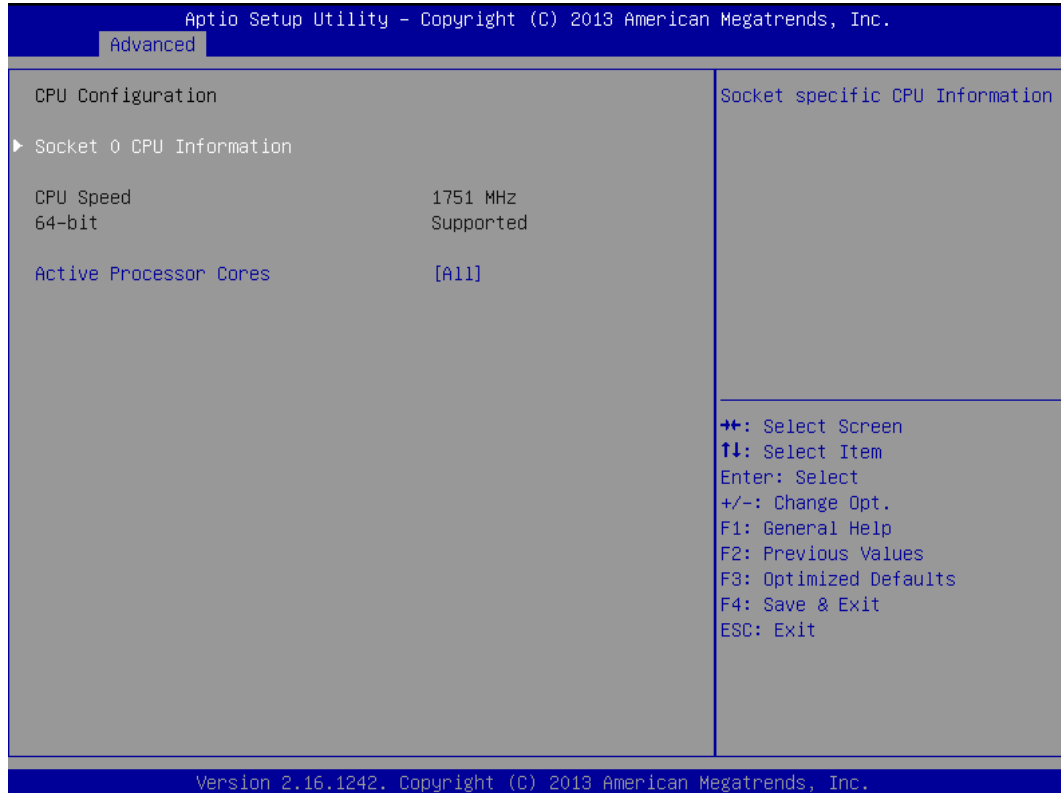 Aptio Setup Utility – Copyright (C) 2013 American Megatrends, Inc.
Advanced
CPU Configuration
Socket 0 CPU Information
CPU Speed 1751 MHz
64-bit Supported
Active Processor Cores [All]
Socket specific CPU Information
→←: Select Screen
↑↓: Select Item
Enter: Select
+/-: Change Opt.
F1: General Help
F2: Previous Values
F3: Optimized Defaults
F4: Save & Exit
ESC: Exit
Version 2.16.1242. Copyright (C) 2013 American Megatrends, Inc.